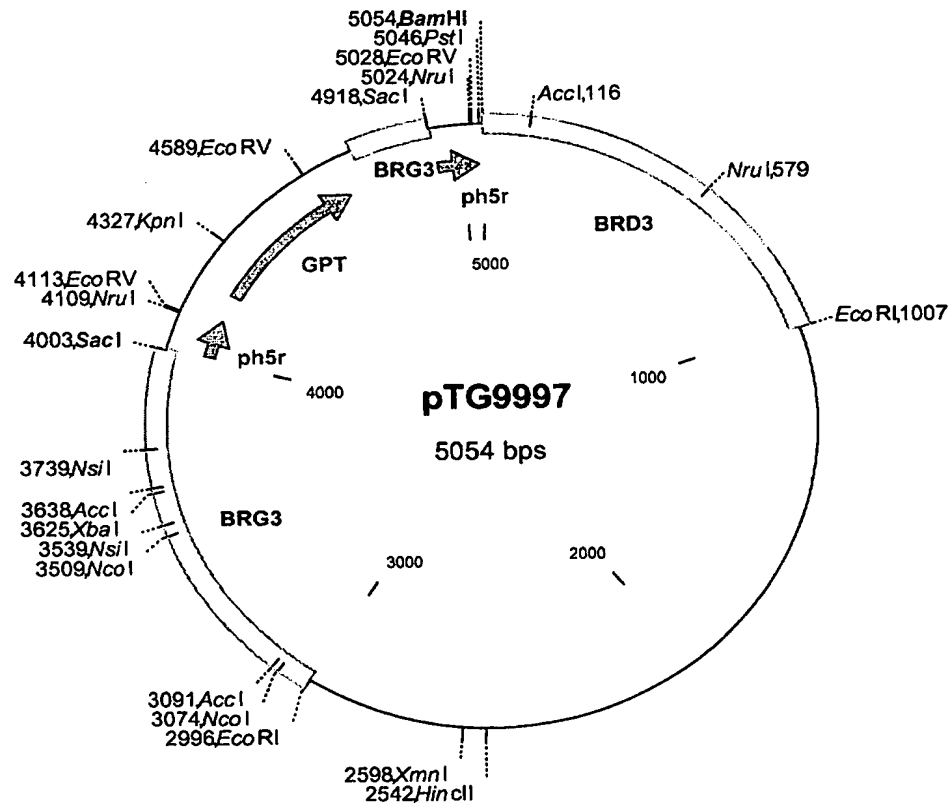 5054,BamHI
5046,PstI
5028,EcoRV
5024,NruI
4918,SacI
AccI,116
4589,EcoRV
NruI,579
BRG3
ph5r
BRD3
4327,KpnI
GPT
5000
4113,EcoRV
4109,NruI
EcoRI,1007
4003,SacI
ph5r
4000
1000
pTG9997
5054 bps
3739,NsiI
3638,AccI
3625,XbaI
3539,NsiI
3509,NcoI
BRG3
3000
2000
3091,AccI
3074,NcoI
2996,EcoRI
2598,XmnI
2542,HincII